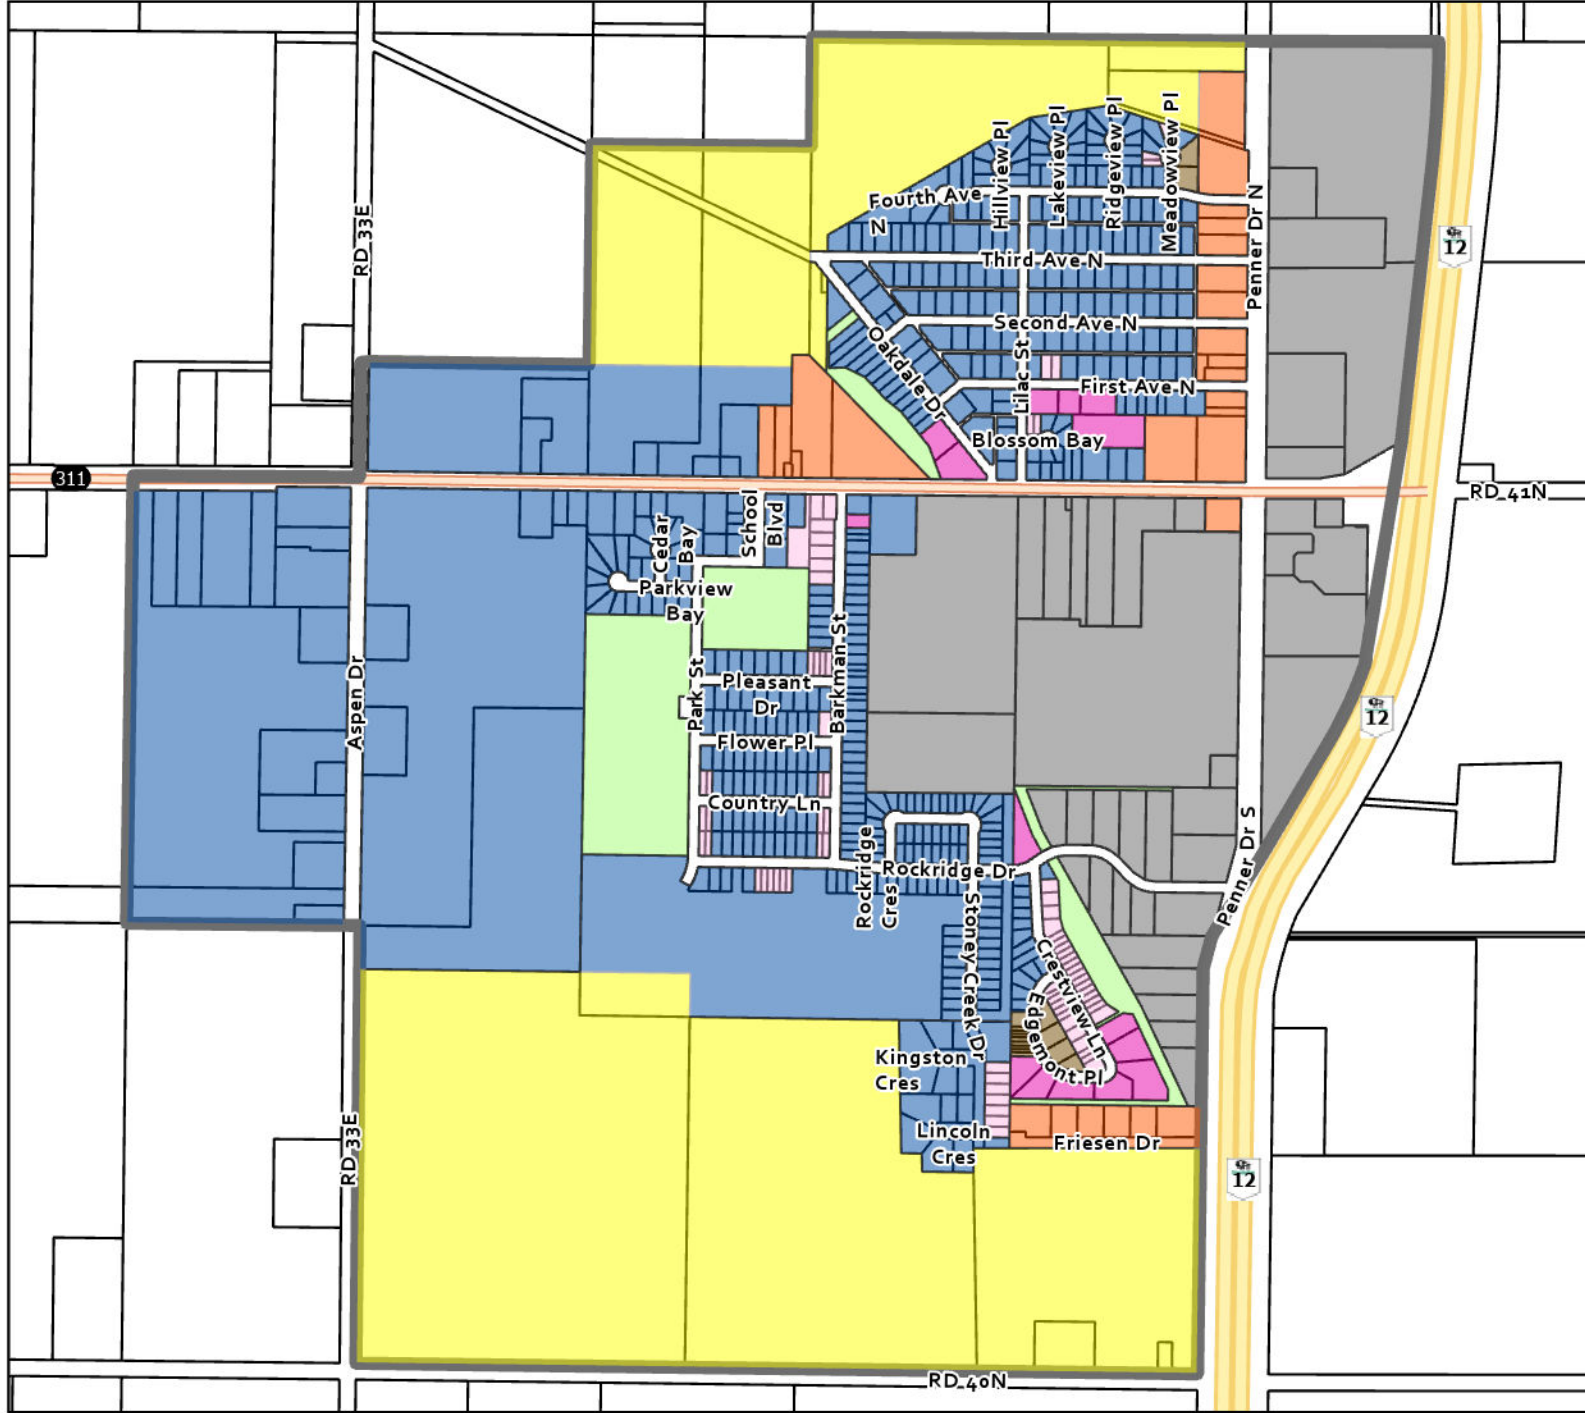 Hillview Pl
Lakeview Pl
Ridgeview Pl
Meadowview Pl
Fourth Ave
N
RD 33E
Penner Dr N
12
Third Ave N
Second Ave N
Oakdale Dr
Lilac St
First Ave N
Blossom Bay
311
RD 41N
School
Blvd
Cedar
Bay
Parkview
Bay
Park St
Barkman St
Aspen Dr
Pleasant
Dr
12
Flower Pl
Country Ln
Penner Dr S
Rockridge
Cres
Rockridge Dr
Stoney Creek Dr
Crestview Ln
Edgemont Pl
Kingston
Cres
Lincoln
Cres
Friesen Dr
RD 33E
12
RD 40N